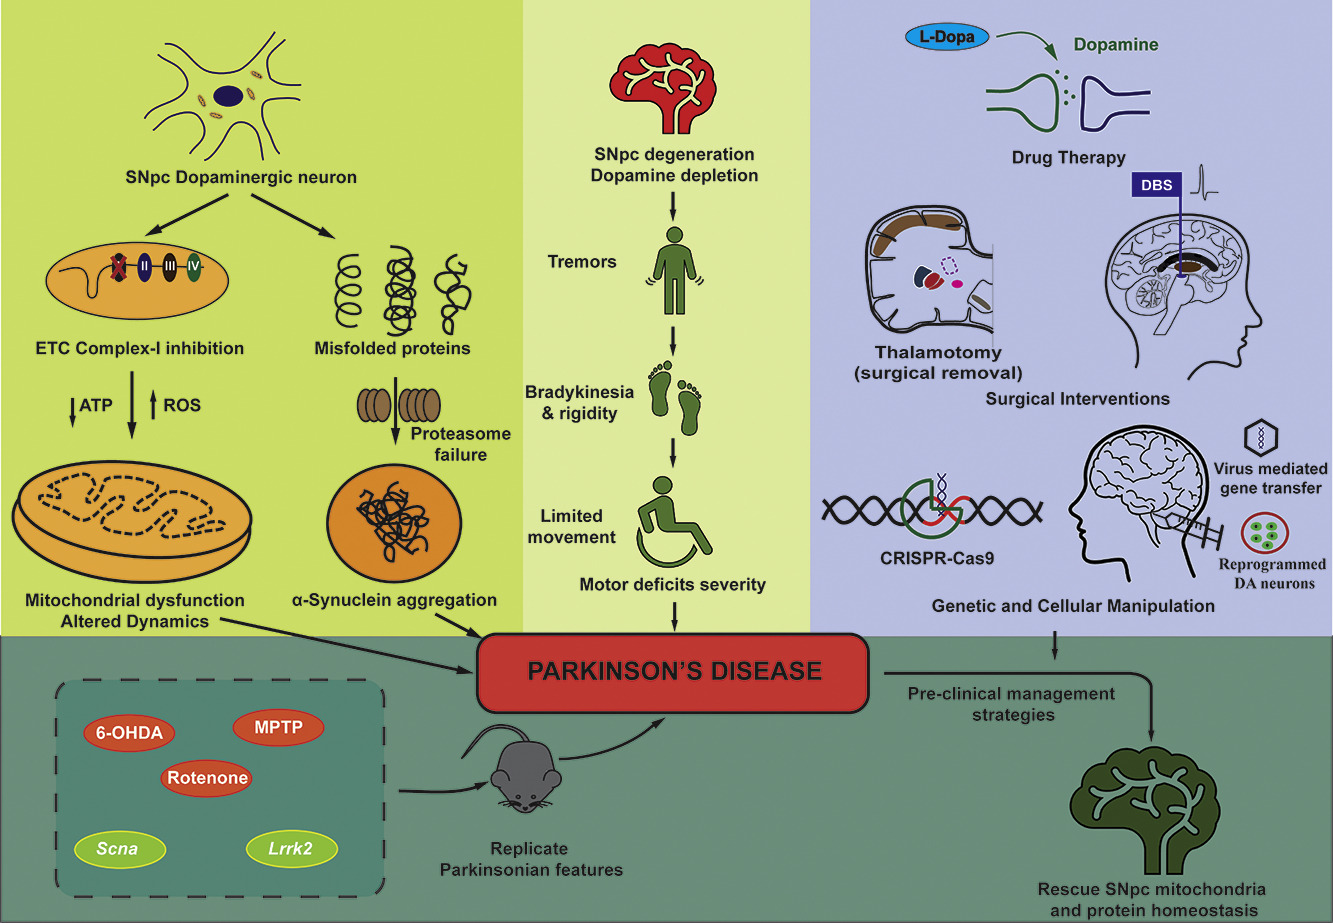 SNpc Dopaminergic neuron
II
III
IV
ETC Complex-I inhibition
Misfolded proteins
ATP
ROS
Proteasome
failure
Mitochondrial dysfunction
Altered Dynamics
α-Synuclein aggregation
SNpc degeneration
Dopamine depletion
Tremors
Bradykinesia
& rigidity
Limited
movement
Motor deficits severity
L-Dopa
Dopamine
Drug Therapy
DBS
Thalamotomy
(surgical removal)
Surgical Interventions
Virus mediated
gene transfer
CRISPR-Cas9
Reprogrammed
DA neurons
Genetic and Cellular Manipulation
PARKINSON'S DISEASE
6-OHDA
MPTP
Rotenone
Scna
Lrrk2
Replicate
Parkinsonian features
Pre-clinical management
strategies
Rescue SNpc mitochondria
and protein homeostasis